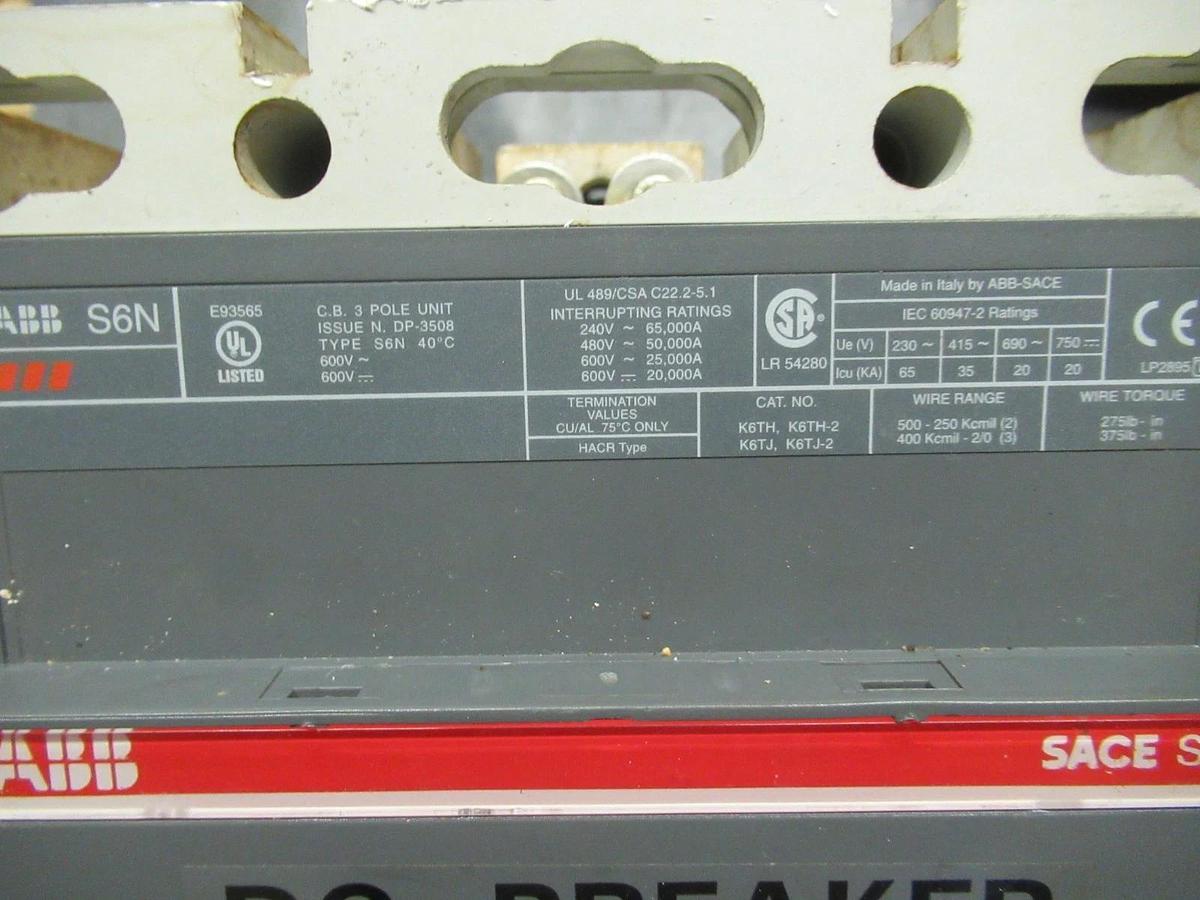 ABB S6N
E93565
UL
LISTED
C.B. 3 POLE UNIT
ISSUE N. DP-3508
TYPE S6N 40°C
600V ~
600V ⎓
UL 489/CSA C22.2-5.1
INTERRUPTING RATINGS
240V ~ 65,000A
480V ~ 50,000A
600V ~ 25,000A
600V ⎓ 20,000A
SA ®
LR 54280
Made in Italy by ABB-SACE
IEC 60947-2 Ratings
Ue (V) 230 ~ 415 ~ 690 ~ 750 ⎓
Icu (KA) 65 35 20 20
CE
LP2895
TERMINATION
VALUES
CU/AL 75°C ONLY
HACR Type
CAT. NO.
K6TH, K6TH-2
K6TJ, K6TJ-2
WIRE RANGE
500 - 250 Kcmil (2)
400 Kcmil - 2/0 (3)
WIRE TORQUE
275lb - in
375lb - in
ABB
SACE S
BREAKER